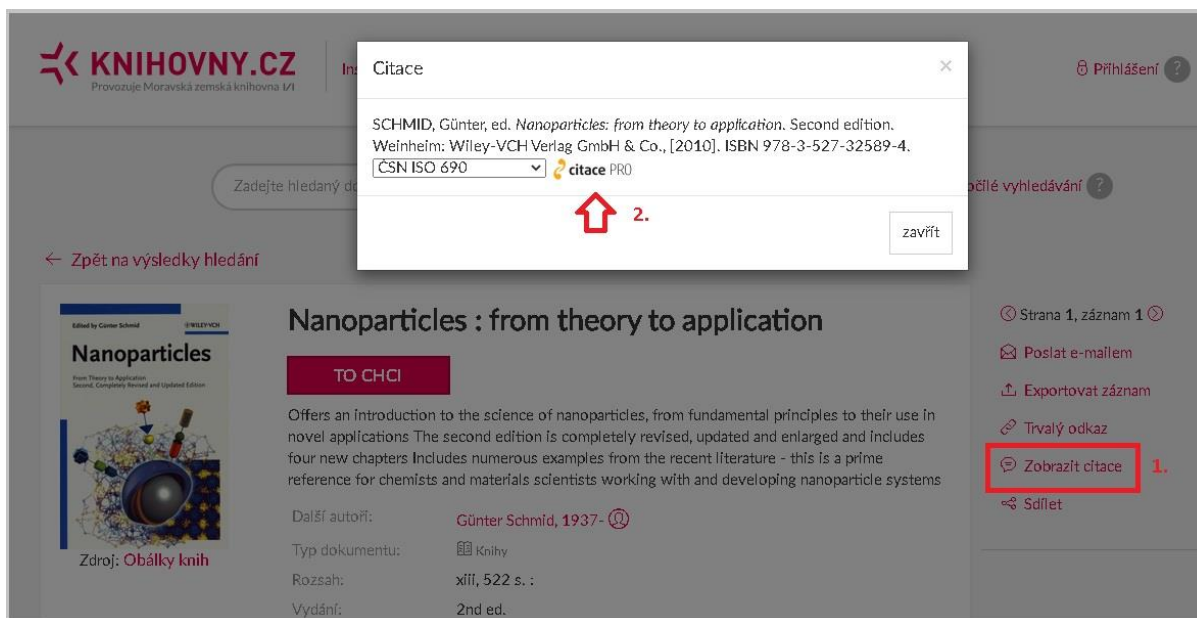 KNIHOVNY.CZ
Provozuje Moravská zemská knihovna
In
Přihlášení ?
Citace ×
SCHMID, Günter, ed. Nanoparticles: from theory to application. Second edition.
Weinheim: Wiley-VCH Verlag GmbH & Co., [2010]. ISBN 978-3-527-32589-4.
ČSN ISO 690 citace PRO
2.
zavřít
Zadejte hledaný do
očilé vyhledávání ?
← Zpět na výsledky hledání
Edited by Günter Schmid WILEY-VCH
Nanoparticles
From Theory to Application
Second, Completely Revised and Updated Edition
Zdroj: Obálky knih
Nanoparticles : from theory to application
TO CHCI
Offers an introduction to the science of nanoparticles, from fundamental principles to their use in
novel applications The second edition is completely revised, updated and enlarged and includes
four new chapters Includes numerous examples from the recent literature - this is a prime
reference for chemists and materials scientists working with and developing nanoparticle systems
Další autoři: Günter Schmid, 1937-
Typ dokumentu: Knihy
Rozsah: xiii, 522 s. :
Vydání: 2nd ed.
Strana 1, záznam 1
Poslat e-mailem
Exportovat záznam
Trvalý odkaz
Zobrazit citace 1.
Sdílet